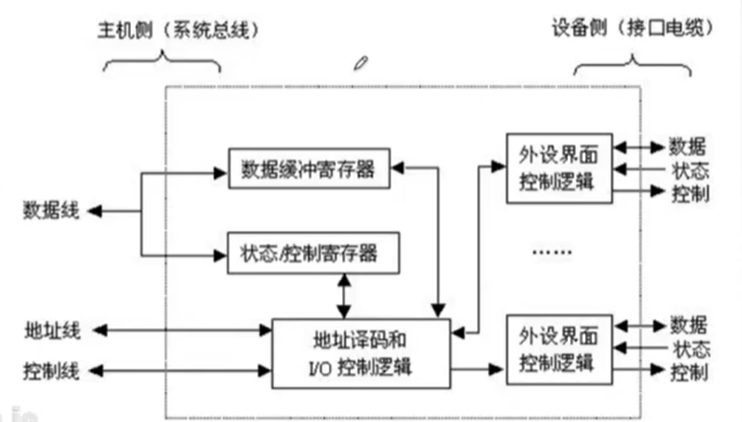 主机侧（系统总线）
设备侧（接口电缆）
数据缓冲寄存器
外设界面
控制逻辑
数据
状态
控制
数据线
状态/控制寄存器
……
地址线
控制线
地址译码和
I/O 控制逻辑
外设界面
控制逻辑
数据
状态
控制